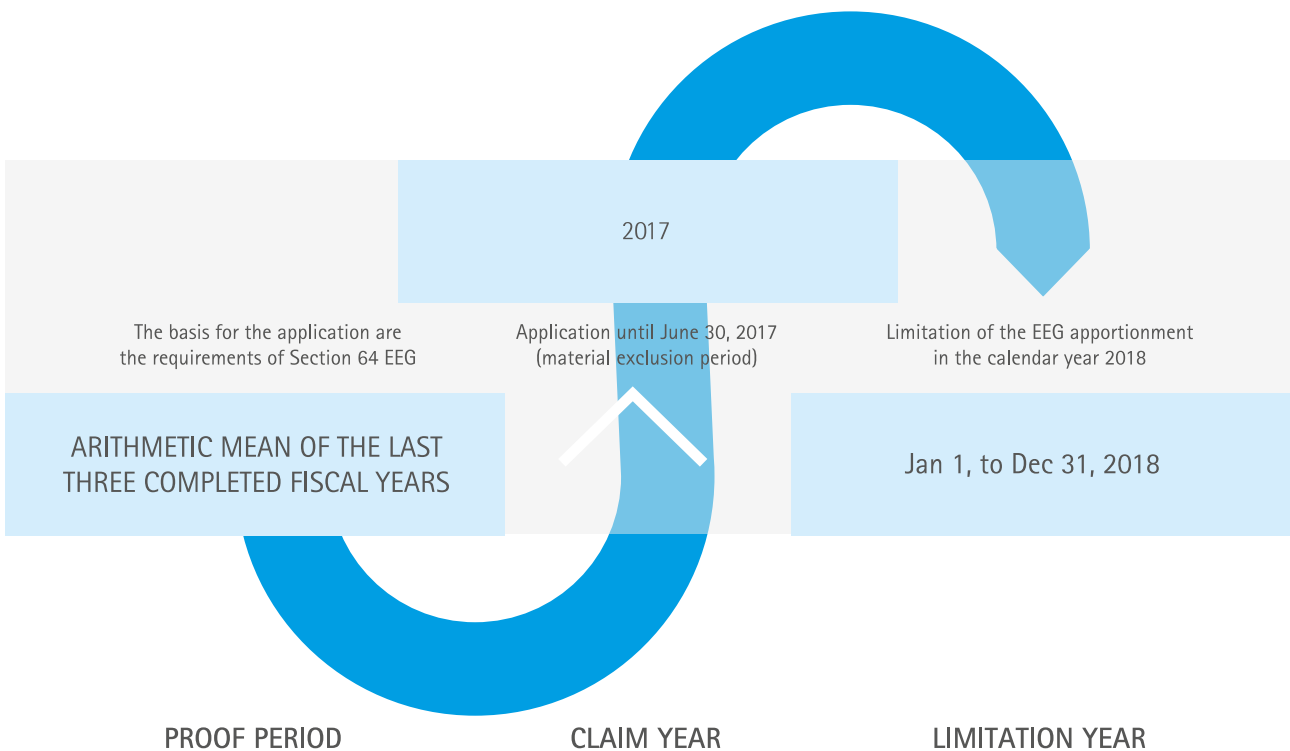 2017
The basis for the application are
the requirements of Section 64 EEG
Application until June 30, 2017
(material exclusion period)
Limitation of the EEG apportionment
in the calendar year 2018
ARITHMETIC MEAN OF THE LAST
THREE COMPLETED FISCAL YEARS
Jan 1, to Dec 31, 2018
PROOF PERIOD
CLAIM YEAR
LIMITATION YEAR